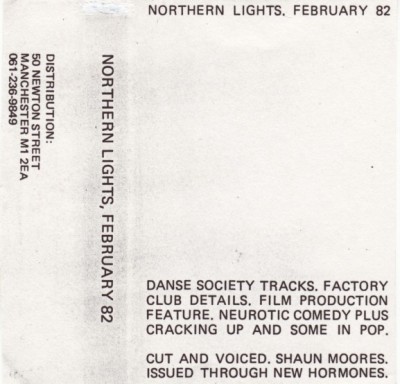 NORTHERN LIGHTS. FEBRUARY 82
DISTRIBUTION:
50 NEWTON STREET
MANCHESTER M1 2EA
061-236-9849
NORTHERN LIGHTS, FEBRUARY 82
DANSE SOCIETY TRACKS. FACTORY
CLUB DETAILS. FILM PRODUCTION
FEATURE. NEUROTIC COMEDY PLUS
CRACKING UP AND SOME IN POP.
CUT AND VOICED. SHAUN MOORES.
ISSUED THROUGH NEW HORMONES.